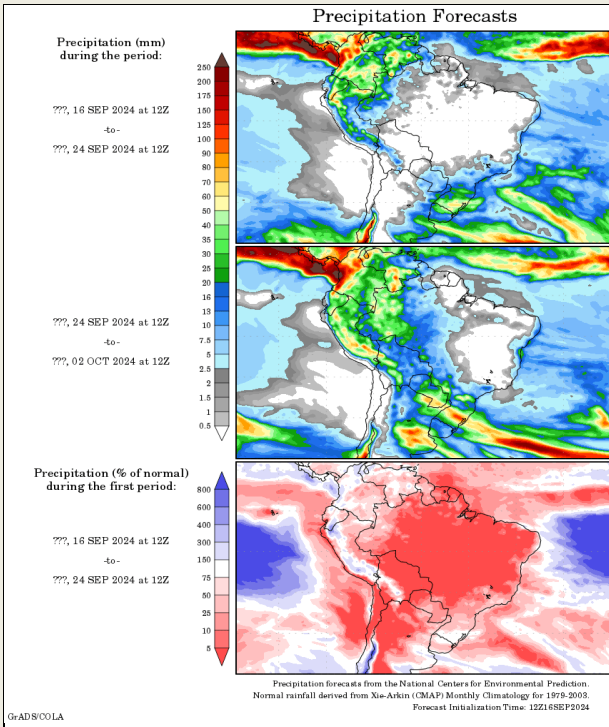 Precipitation Forecasts
Precipitation (mm)
during the period:
???, 16 SEP 2024 at 12Z
-to-
???, 24 SEP 2024 at 12Z
250
200
175
150
125
100
90
80
70
60
50
40
35
30
25
20
16
13
10
7.5
5
2.5
2
1.5
1
0.5
???, 24 SEP 2024 at 12Z
-to-
???, 02 OCT 2024 at 12Z
Precipitation (% of normal)
during the first period:
???, 16 SEP 2024 at 12Z
-to-
???, 24 SEP 2024 at 12Z
800
600
400
300
150
75
50
25
10
5
Precipitation forecasts from the National Centers for Environmental Prediction.
Normal rainfall derived from Xie-Arkin (CMAP) Monthly Climatology for 1979-2003.
Forecast Initialization Time: 12Z16SEP2024
GrADS/COLA